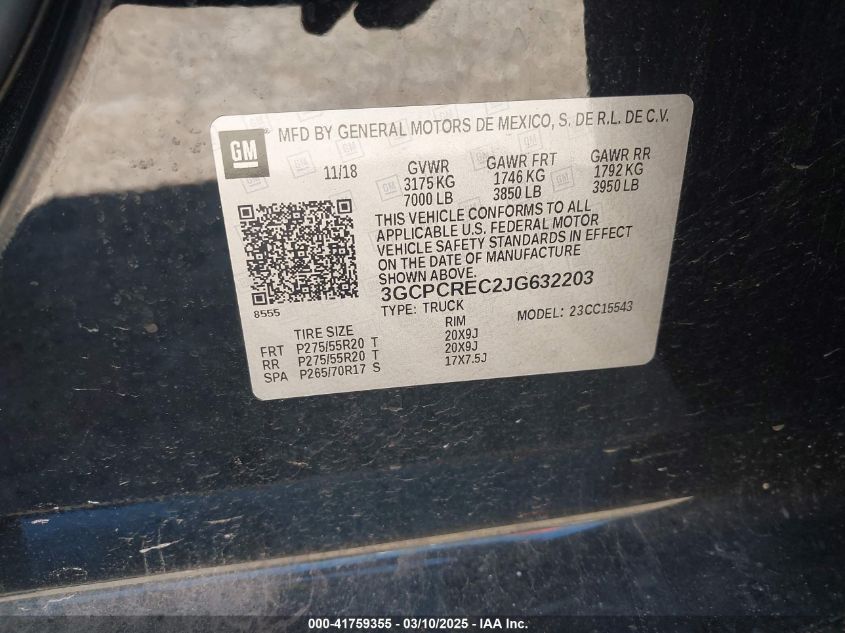 GM
MFD BY GENERAL MOTORS DE MEXICO, S. DE R.L. DE C.V.
11/18
GVWR GAWR FRT GAWR RR
3175 KG 1746 KG 1792 KG
7000 LB 3850 LB 3950 LB
THIS VEHICLE CONFORMS TO ALL
APPLICABLE U.S. FEDERAL MOTOR
VEHICLE SAFETY STANDARDS IN EFFECT
ON THE DATE OF MANUFACTURE
SHOWN ABOVE.
3GCPCREC2JG632203
8555
TYPE: TRUCK MODEL: 23CC15543
TIRE SIZE RIM
FRT P275/55R20 T 20X9J
RR P275/55R20 T 20X9J
SPA P265/70R17 S 17X7.5J
000-41759355 - 03/10/2025 - IAA Inc.